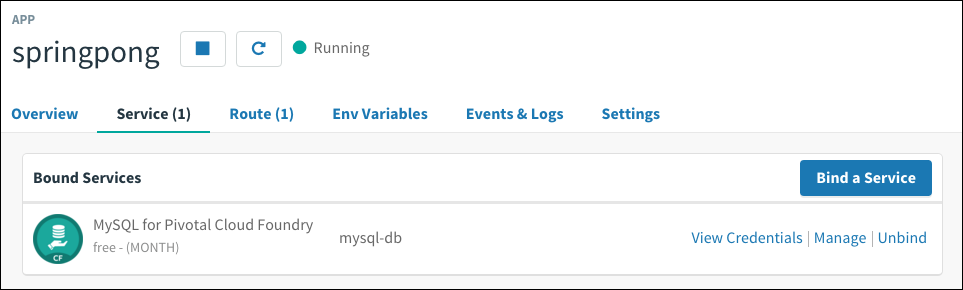 APP
springpong
Running
Overview Service (1) Route (1) Env Variables Events & Logs Settings
Bound Services Bind a Service
MySQL for Pivotal Cloud Foundry
free - (MONTH)
mysql-db
View Credentials | Manage | Unbind
CF